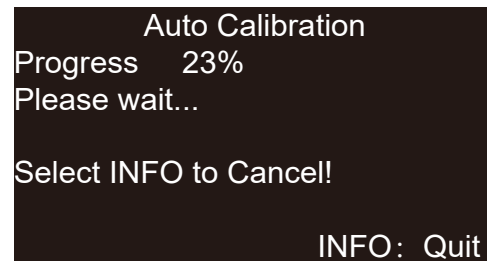 Auto Calibration
Progress 23%
Please wait...
Select INFO to Cancel!
INFO： Quit